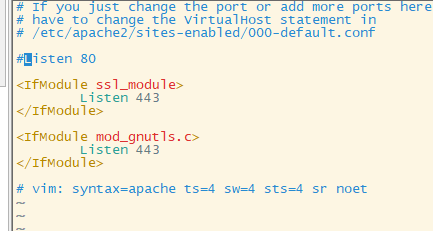 # If you just change the port or add more ports here
# have to change the VirtualHost statement in
# /etc/apache2/sites-enabled/000-default.conf
#Listen 80
<IfModule ssl_module>
Listen 443
</IfModule>
<IfModule mod_gnutls.c>
Listen 443
</IfModule>
# vim: syntax=apache ts=4 sw=4 sts=4 sr noet
~
~
~